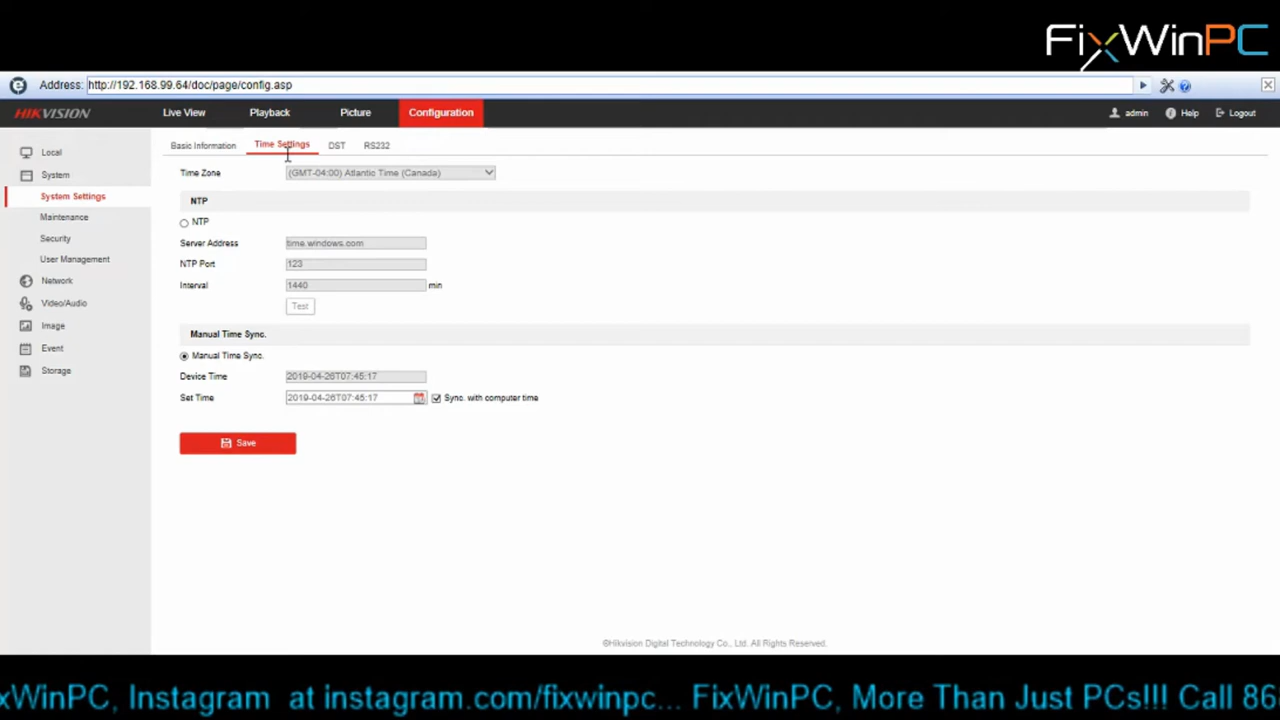 FixWinPC
Address: http://192.168.99.64/doc/page/config.asp
HIKVISION Live View Playback Picture Configuration admin Help Logout
Local
System
System Settings
Maintenance
Security
User Management
Network
Video/Audio
Image
Event
Storage
Basic Information Time Settings DST RS232
Time Zone (GMT-04:00) Atlantic Time (Canada)
NTP
NTP
Server Address time.windows.com
NTP Port 123
Interval 1440 min
Test
Manual Time Sync.
Manual Time Sync.
Device Time 2019-04-26T07:45:17
Set Time 2019-04-26T07:45:17 Sync. with computer time
Save
©Hikvision Digital Technology Co., Ltd. All Rights Reserved.
xWinPC, Instagram at instagram.com/fixwinpc... FixWinPC, More Than Just PCs!!! Call 86